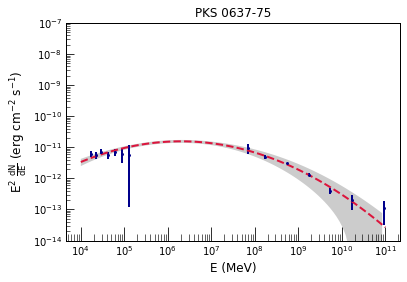 PKS 0637-75
10⁻⁷
10⁻⁸
10⁻⁹
10⁻¹⁰
10⁻¹¹
10⁻¹²
10⁻¹³
10⁻¹⁴
E² dN/dE (erg cm⁻² s⁻¹)
10⁴ 10⁵ 10⁶ 10⁷ 10⁸ 10⁹ 10¹⁰ 10¹¹
E (MeV)